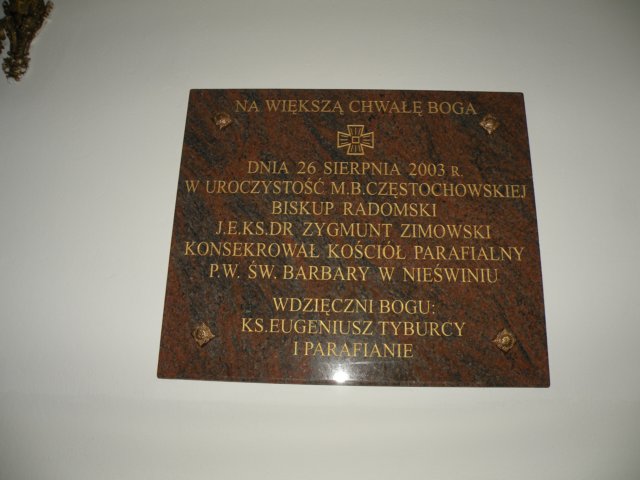 NA WIĘKSZĄ CHWAŁĘ BOGA
DNIA 26 SIERPNIA 2003 R.
W UROCZYSTOŚĆ M.B.CZĘSTOCHOWSKIEJ
BISKUP RADOMSKI
J.E.KS.DR ZYGMUNT ZIMOWSKI
KONSEKROWAŁ KOŚCIÓŁ PARAFIALNY
P.W. ŚW. BARBARY W NIEŚWINIU
WDZIĘCZNI BOGU:
KS.EUGENIUSZ TYBURCY
I PARAFIANIE